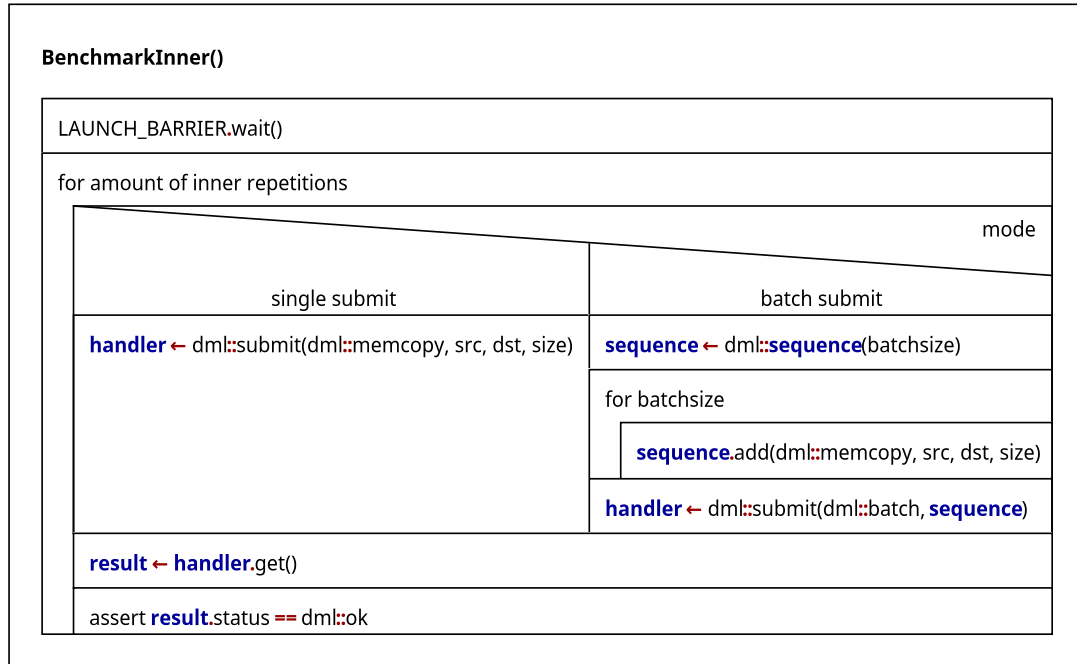 BenchmarkInner()
LAUNCH_BARRIER.wait()
for amount of inner repetitions
mode
single submit
batch submit
handler ← dml::submit(dml::memcopy, src, dst, size)
sequence ← dml::sequence(batchsize)
for batchsize
sequence.add(dml::memcopy, src, dst, size)
handler ← dml::submit(dml::batch, sequence)
result ← handler.get()
assert result.status == dml::ok